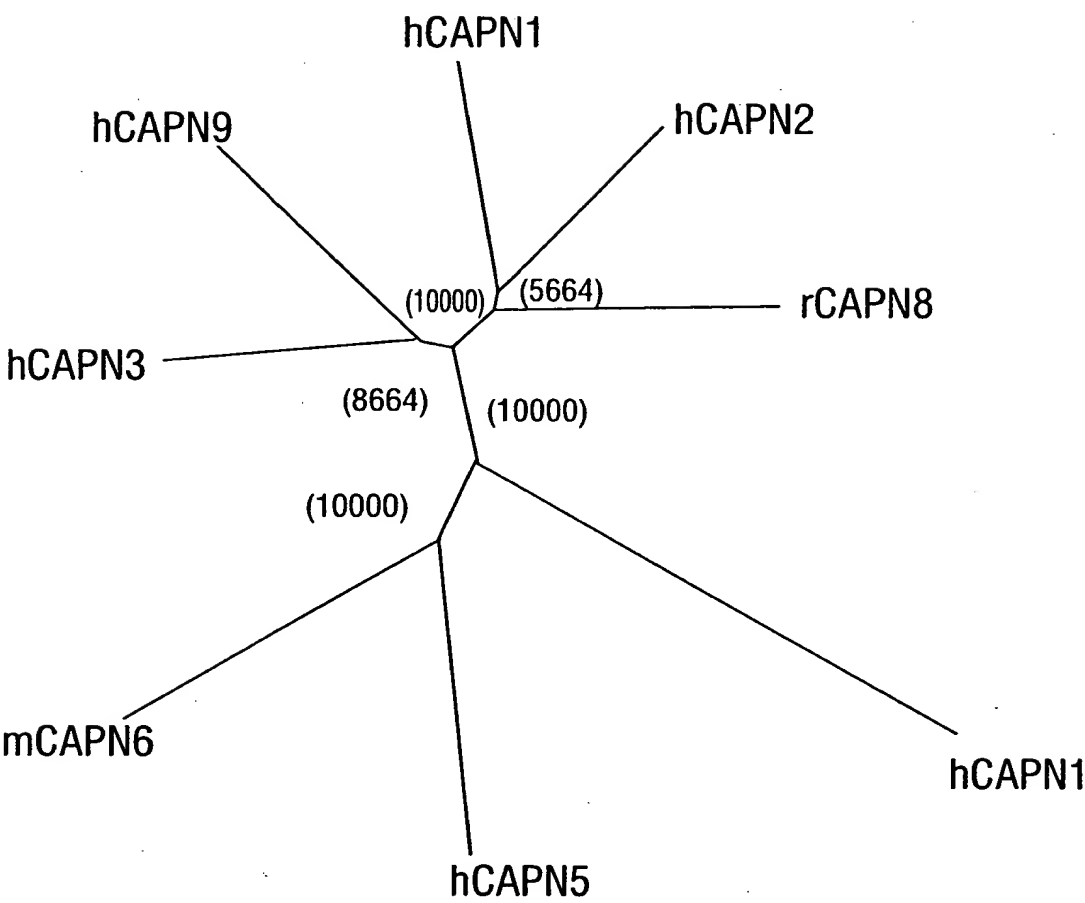 hCAPN1
hCAPN9
hCAPN2
(10000)
(5664)
rCAPN8
hCAPN3
(8664)
(10000)
(10000)
mCAPN6
hCAPN1
hCAPN5